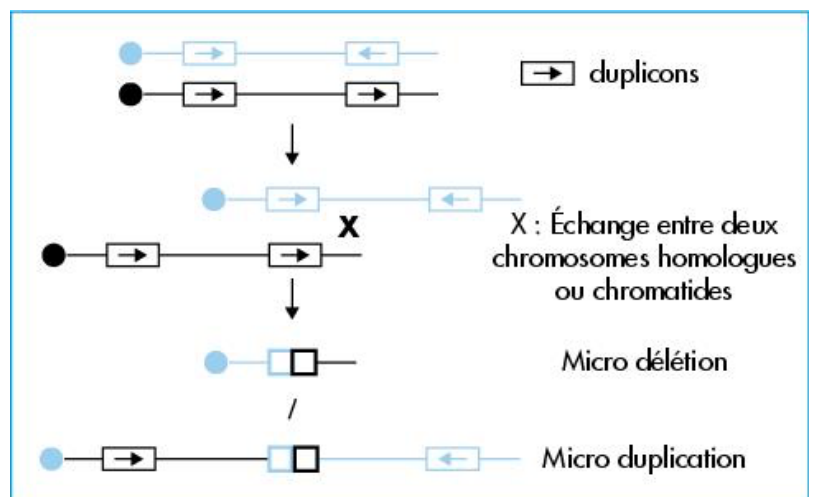 duplicons
X
X : Échange entre deux
chromosomes homologues
ou chromatides
Micro délétion
/
Micro duplication